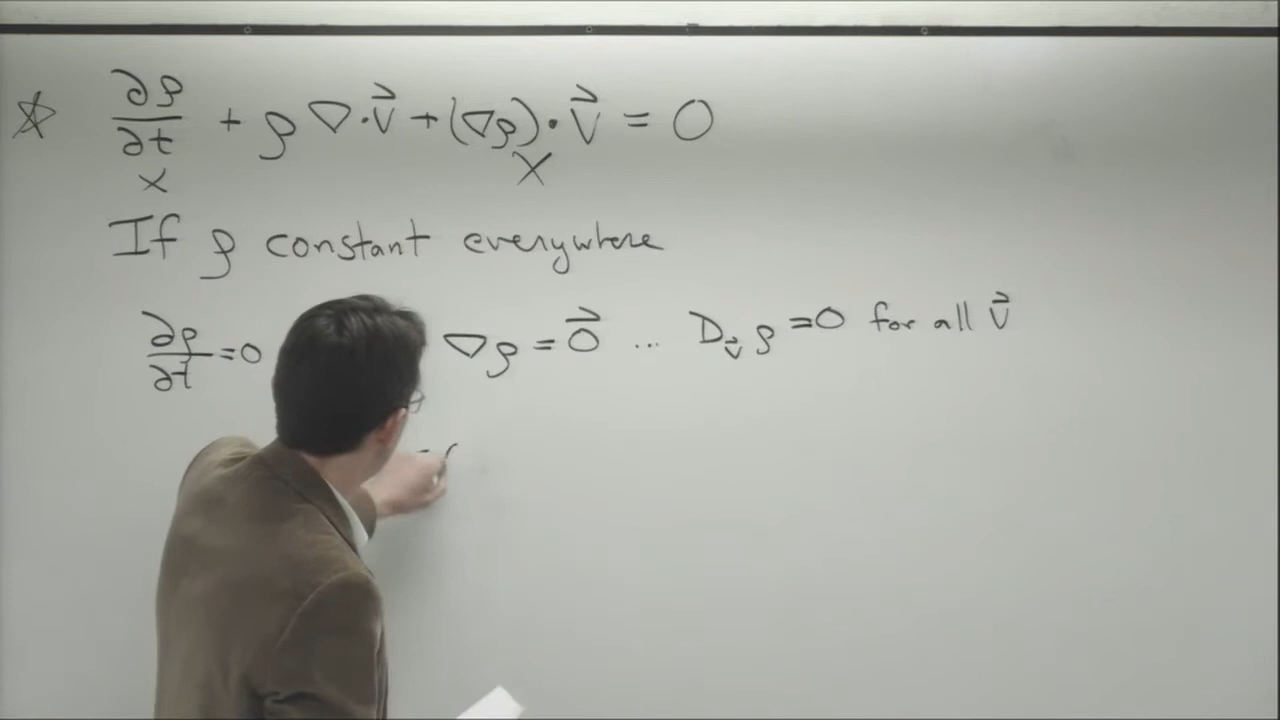 ☆ ∂ρ/∂t + ρ ∇·v⃗ + (∇ρ)·v⃗ = 0
x x
If ρ constant everywhere
∂ρ/∂t = 0 ∇ρ = 0⃗ ... D_v⃗ ρ = 0 for all v⃗